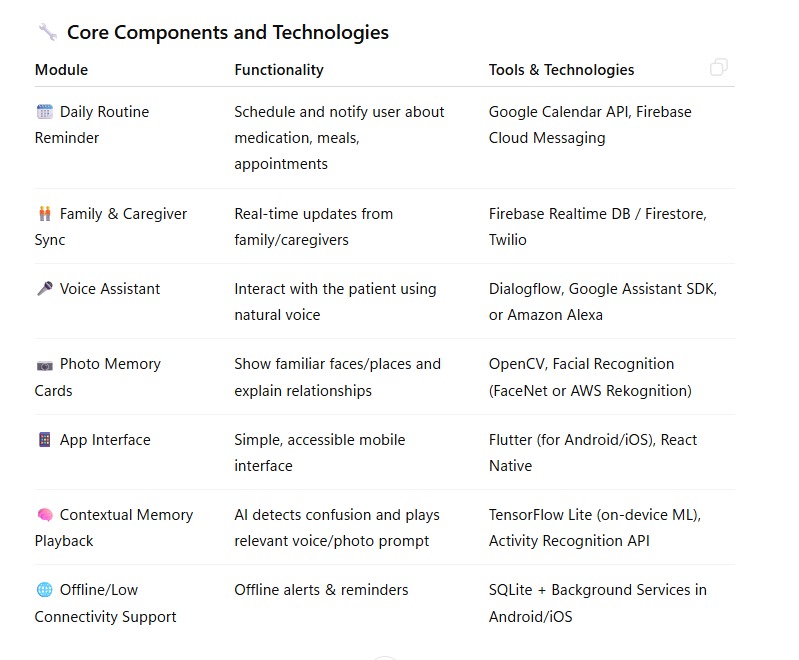 Core Components and Technologies
Module Functionality Tools & Technologies
Daily Routine Schedule and notify user about Google Calendar API, Firebase
Reminder medication, meals, Cloud Messaging
appointments
Family & Caregiver Real-time updates from Firebase Realtime DB / Firestore,
Sync family/caregivers Twilio
Voice Assistant Interact with the patient using Dialogflow, Google Assistant SDK,
natural voice or Amazon Alexa
Photo Memory Show familiar faces/places and OpenCV, Facial Recognition
Cards explain relationships (FaceNet or AWS Rekognition)
App Interface Simple, accessible mobile Flutter (for Android/iOS), React
interface Native
Contextual Memory AI detects confusion and plays TensorFlow Lite (on-device ML),
Playback relevant voice/photo prompt Activity Recognition API
Offline/Low Offline alerts & reminders SQLite + Background Services in
Connectivity Support Android/iOS